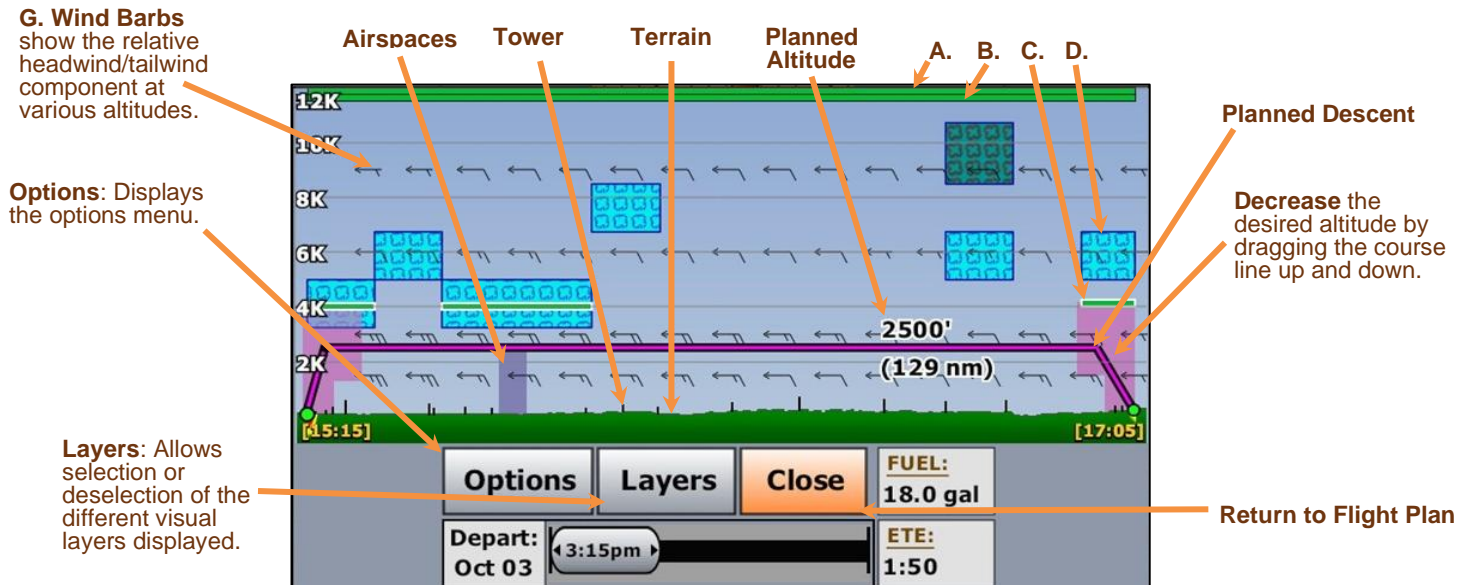 G. Wind Barbs
show the relative
headwind/tailwind
component at
various altitudes.
Airspaces
Tower
Terrain
Planned
Altitude
A.
B.
C.
D.
Planned Descent
Options: Displays
the options menu.
Decrease the
desired altitude by
dragging the course
line up and down.
12K
10K
8K
6K
4K
2K
2500'
(129 nm)
[15:15]
[17:05]
Layers: Allows
selection or
deselection of the
different visual
layers displayed.
Options
Layers
Close
FUEL:
18.0 gal
Return to Flight Plan
Depart:
Oct 03
3:15pm
ETE:
1:50